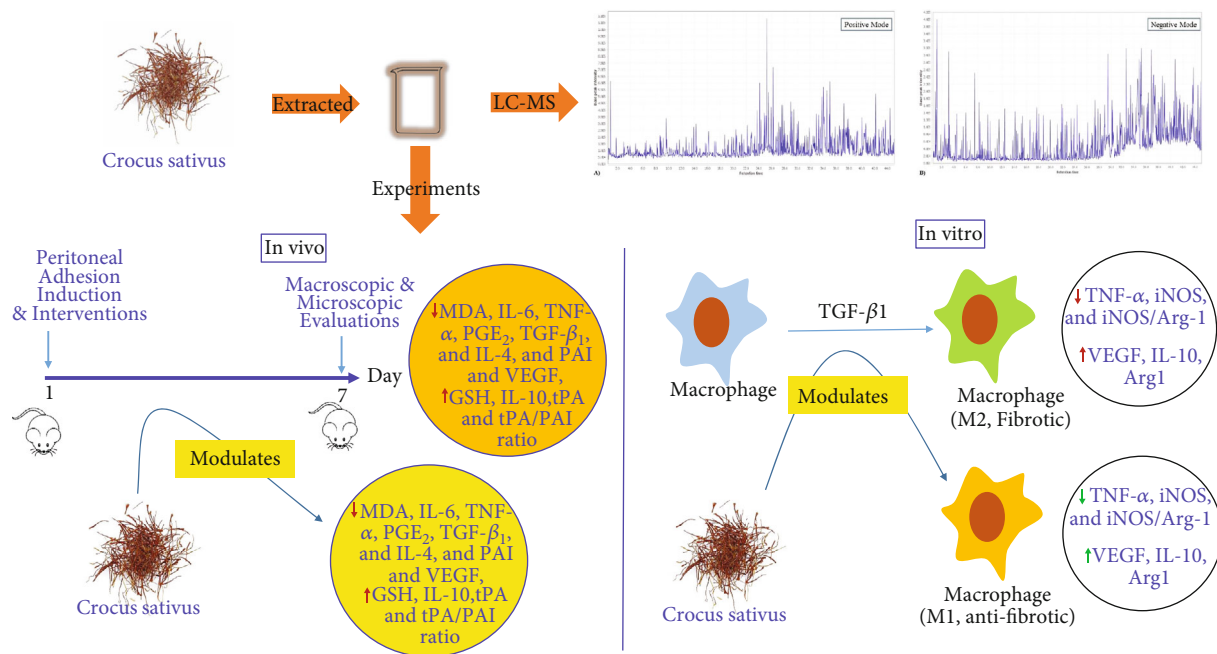 Crocus sativus
Extracted
LC-MS
Positive Mode
A)
Negative Mode
B)
Experiments
In vivo
Peritoneal
Adhesion
Induction
& Interventions
Macroscopic &
Microscopic
Evaluations
1
7
Day
↓MDA, IL-6, TNF-
α, PGE₂, TGF-β₁,
and IL-4, and PAI
and VEGF,
↑GSH, IL-10,tPA
and tPA/PAI
ratio
Modulates
Crocus sativus
↓MDA, IL-6, TNF-
α, PGE₂, TGF-β₁,
and IL-4, and PAI
and VEGF,
↑GSH, IL-10,tPA
and tPA/PAI
ratio
In vitro
Macrophage
TGF-β1
Macrophage
(M2, Fibrotic)
↓TNF-α, iNOS,
and iNOS/Arg-1
↑VEGF, IL-10,
Arg1
Modulates
Crocus sativus
Macrophage
(M1, anti-fibrotic)
↓TNF-α, iNOS,
and iNOS/Arg-1
↑VEGF, IL-10,
Arg1